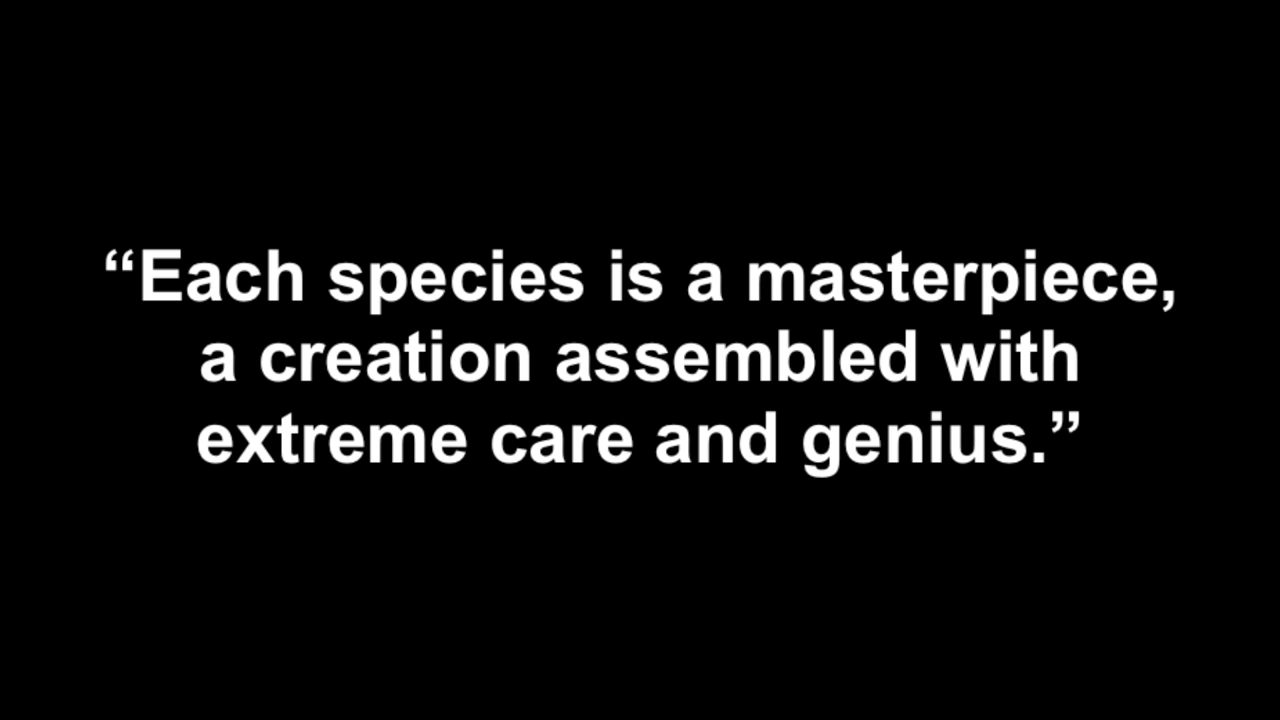 “Each species is a masterpiece,
a creation assembled with
extreme care and genius.”